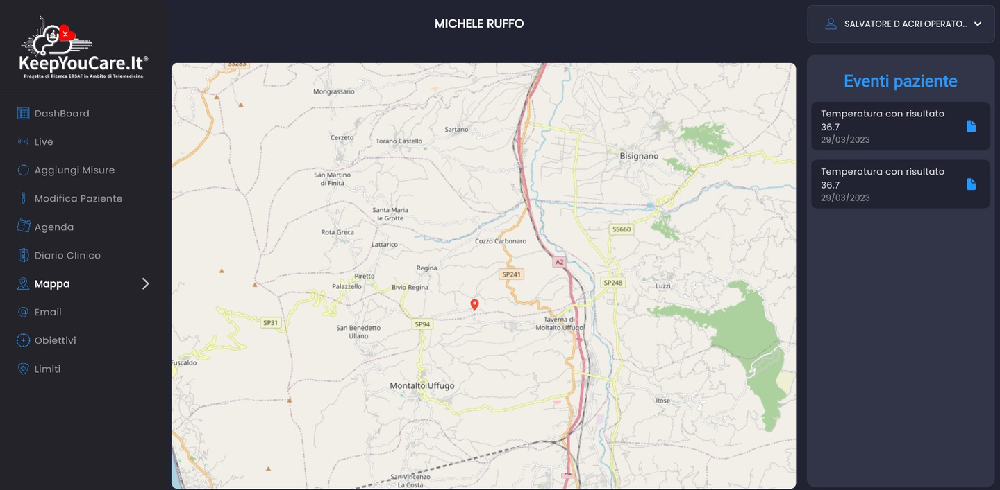 KeepYouCare.It®
Progetto di Ricerca ERSAF in Ambito di Telemedicina
DashBoard
Live
Aggiungi Misure
Modifica Paziente
Agenda
Diario Clinico
Mappa
Email
Obiettivi
Limiti
MICHELE RUFFO
SALVATORE D ACRI OPERATO...
SS283
Mongrassano
Sartano
Cerzeto
Torano Castello
Bisignano
San Martino
di Finita
Santa Maria
le Grotte
SS660
Rota Greca
Lattarico
Cozzo Carbonaro
A2
Regina
SP241
Piretto
Palazzello
Bivio Regina
SP248
Luzzi
SP31
SP94
Taverna di
Moltalto Uffugo
San Benedetto
Ullano
Fuscaldo
Montalto Uffugo
Rose
San Vincenzo
La Costa
Eventi paziente
Temperatura con risultato
36.7
29/03/2023
Temperatura con risultato
36.7
29/03/2023